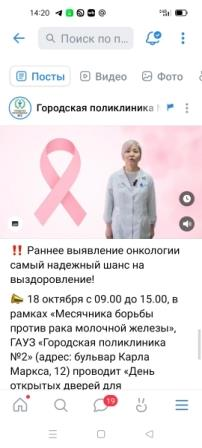 14:20
Поиск по п...
Посты
Видео
Фото
Городская поликлиника
‼ Раннее выявление онкологии
самый надежный шанс на
выздоровление!
18 октября с 09.00 до 15.00, в
рамках «Месячника борьбы
против рака молочной железы»,
ГАУЗ «Городская поликлиника
№2» (адрес: бульвар Карла
Маркса, 12) проводит «День
открытых дверей для
19